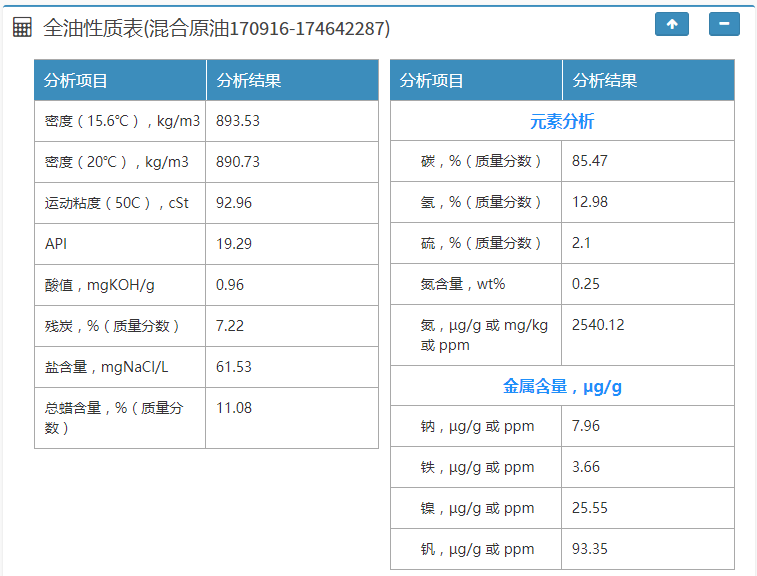 全油性质表(混合原油170916-174642287)
分析项目 分析结果
密度（15.6℃），kg/m3 893.53
密度（20℃），kg/m3 890.73
运动粘度（50C），cSt 92.96
API 19.29
酸值，mgKOH/g 0.96
残炭，%（质量分数） 7.22
盐含量，mgNaCl/L 61.53
总蜡含量，%（质量分 11.08
数）
分析项目 分析结果
元素分析
碳，%（质量分数） 85.47
氢，%（质量分数） 12.98
硫，%（质量分数） 2.1
氮含量，wt% 0.25
氮，μg/g 或 mg/kg 2540.12
或 ppm
金属含量，μg/g
钠，μg/g 或 ppm 7.96
铁，μg/g 或 ppm 3.66
镍，μg/g 或 ppm 25.55
钒，μg/g 或 ppm 93.35